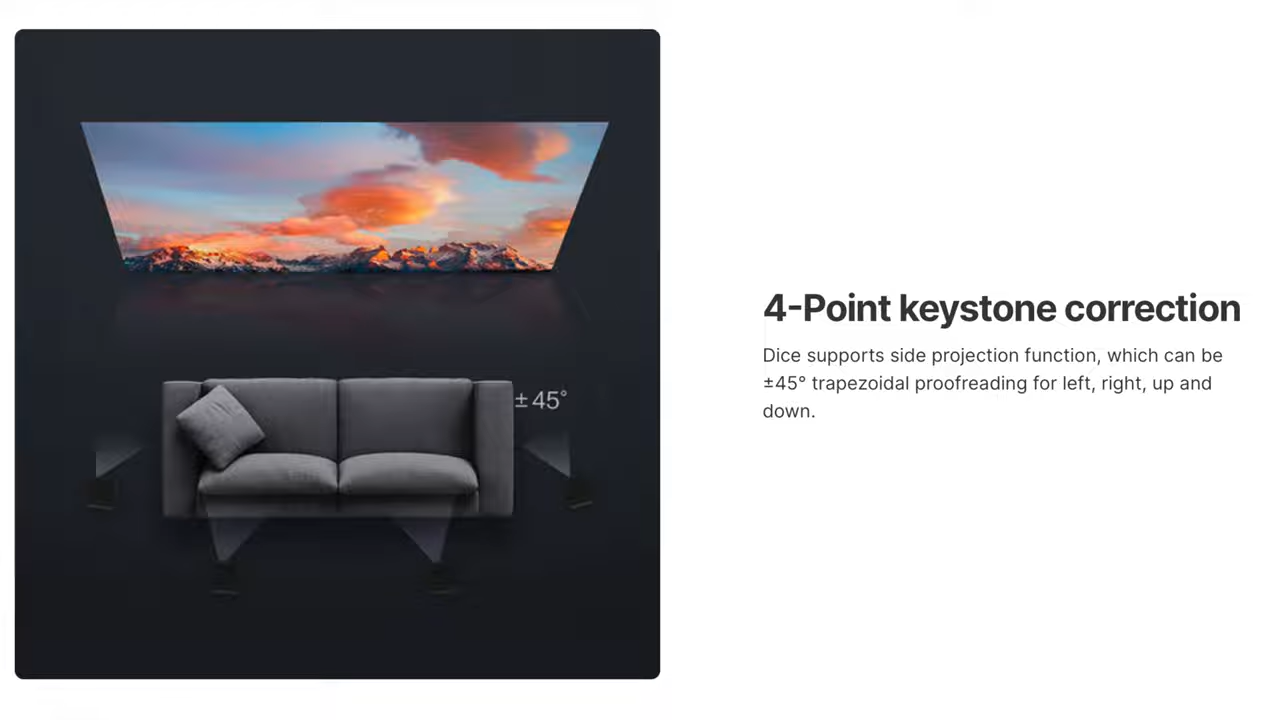 ±45°
4-Point keystone correction
Dice supports side projection function, which can be
±45° trapezoidal proofreading for left, right, up and
down.